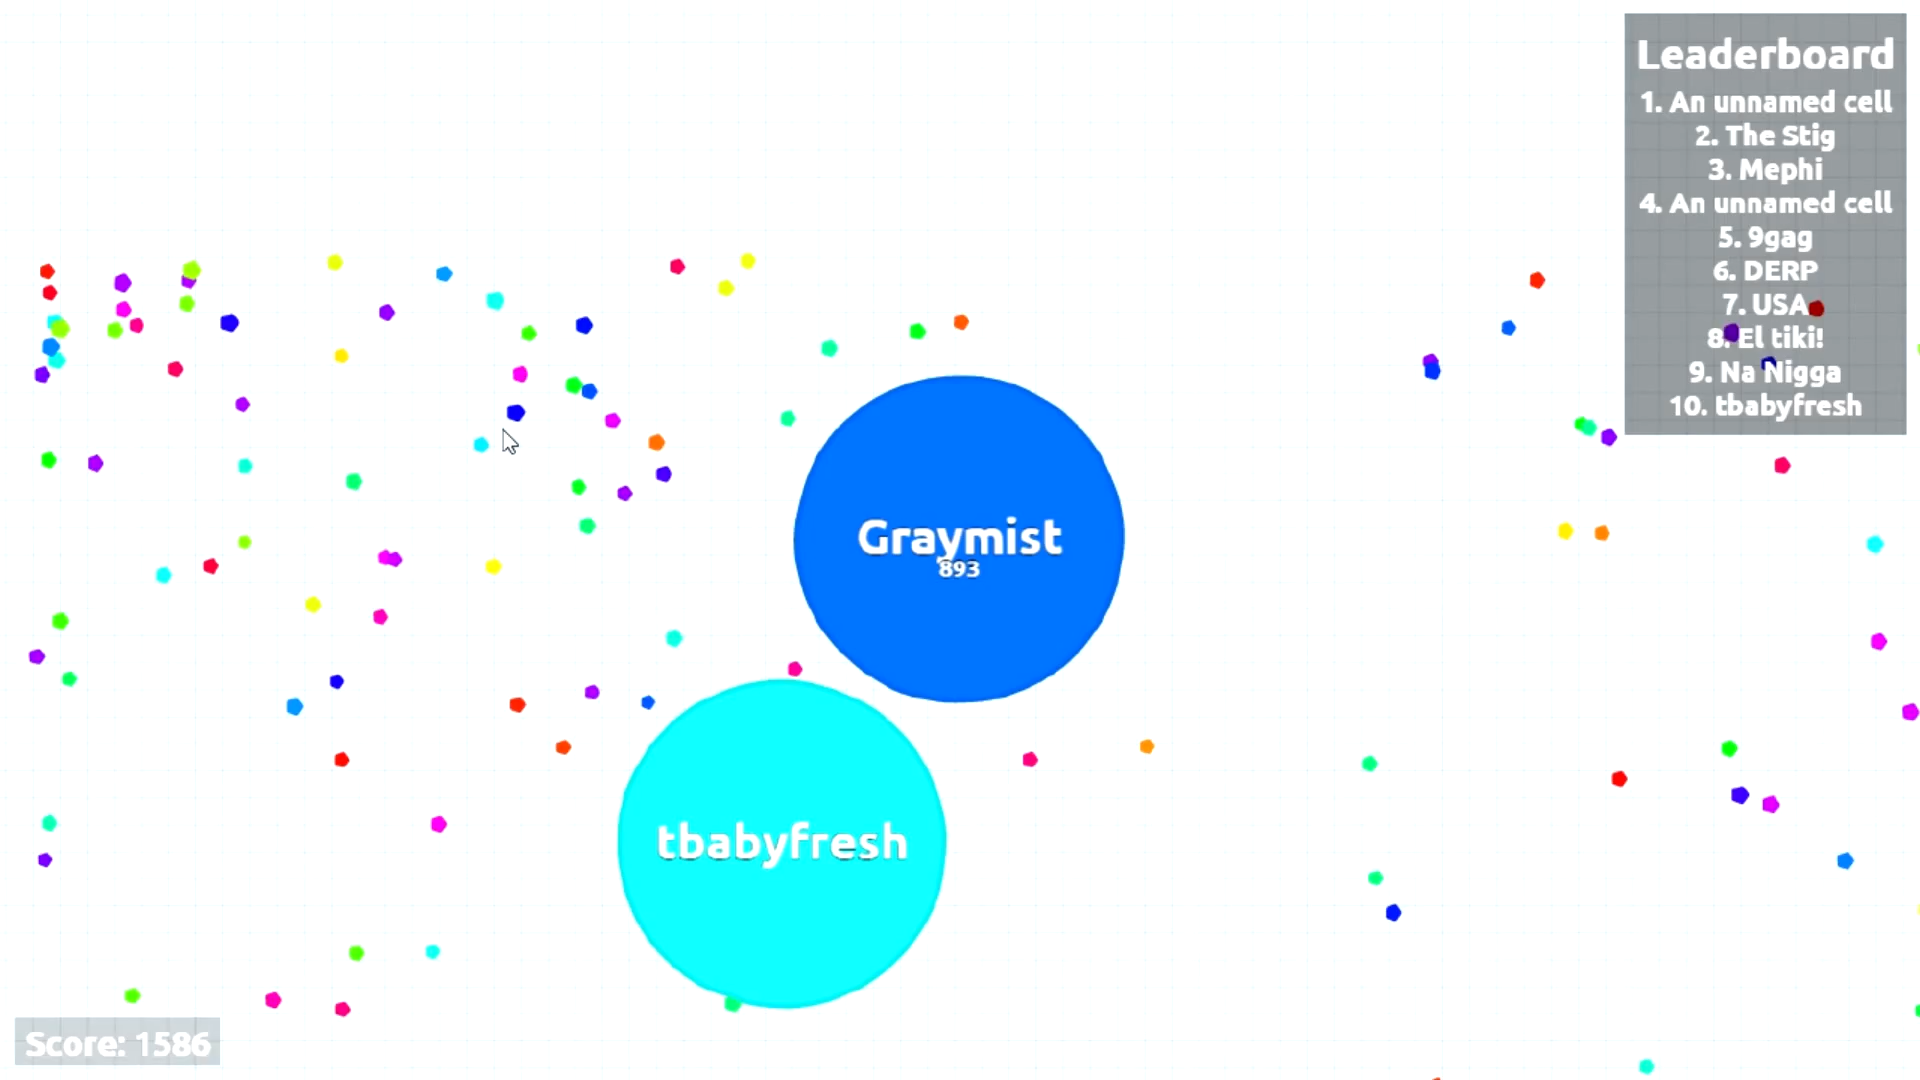 Leaderboard
1. An unnamed cell
2. The Stig
3. Mephi
4. An unnamed cell
5. 9gag
6. DERP
7. USA
8. El tiki!
9. Na Nigga
10. tbabyfresh
Graymist
893
tbabyfresh
Score: 1586